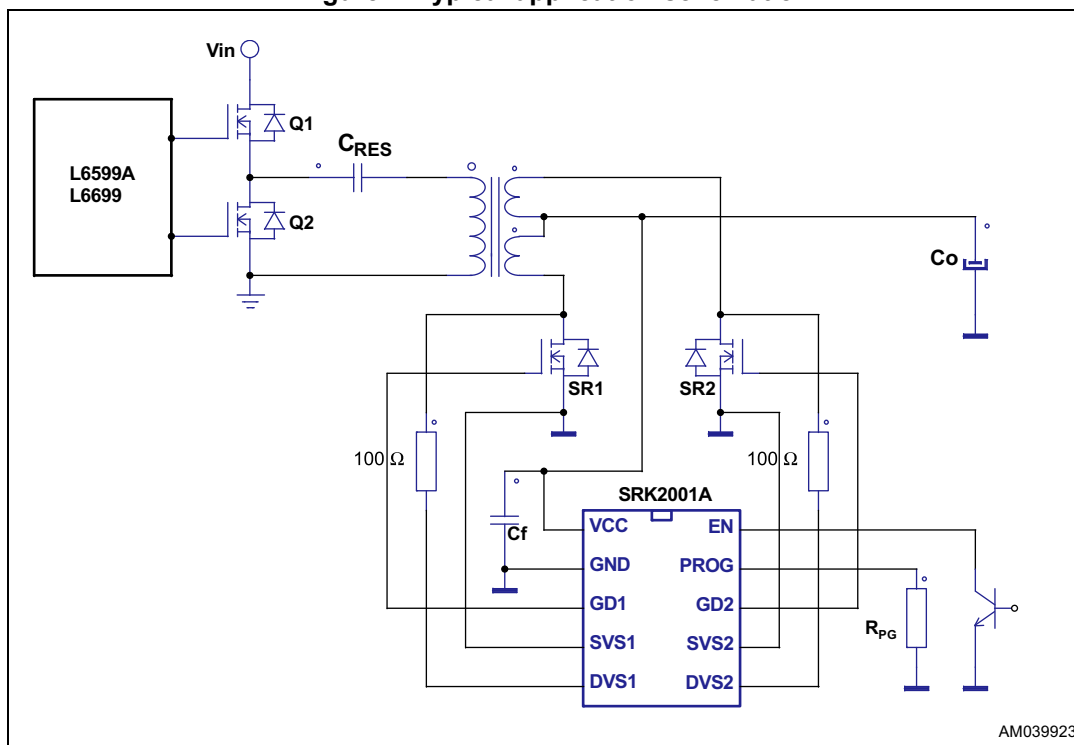 Vin
Q1
L6599A
L6699
CRES
Q2
Co
SR1
SR2
100 Ω
100 Ω
SRK2001A
Cf
VCC
EN
GND
PROG
GD1
GD2
RPG
SVS1
SVS2
DVS1
DVS2
AM039923